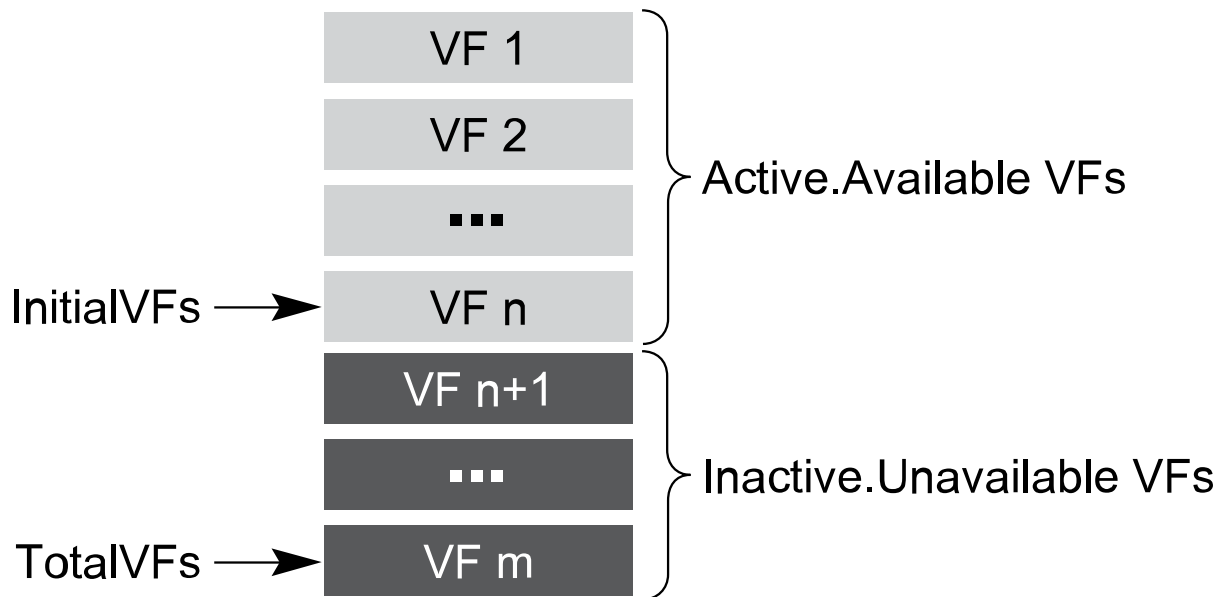 VF 1
VF 2
Active.Available VFs
...
InitialVFs
VF n
VF n+1
...
Inactive.Unavailable VFs
TotalVFs
VF m